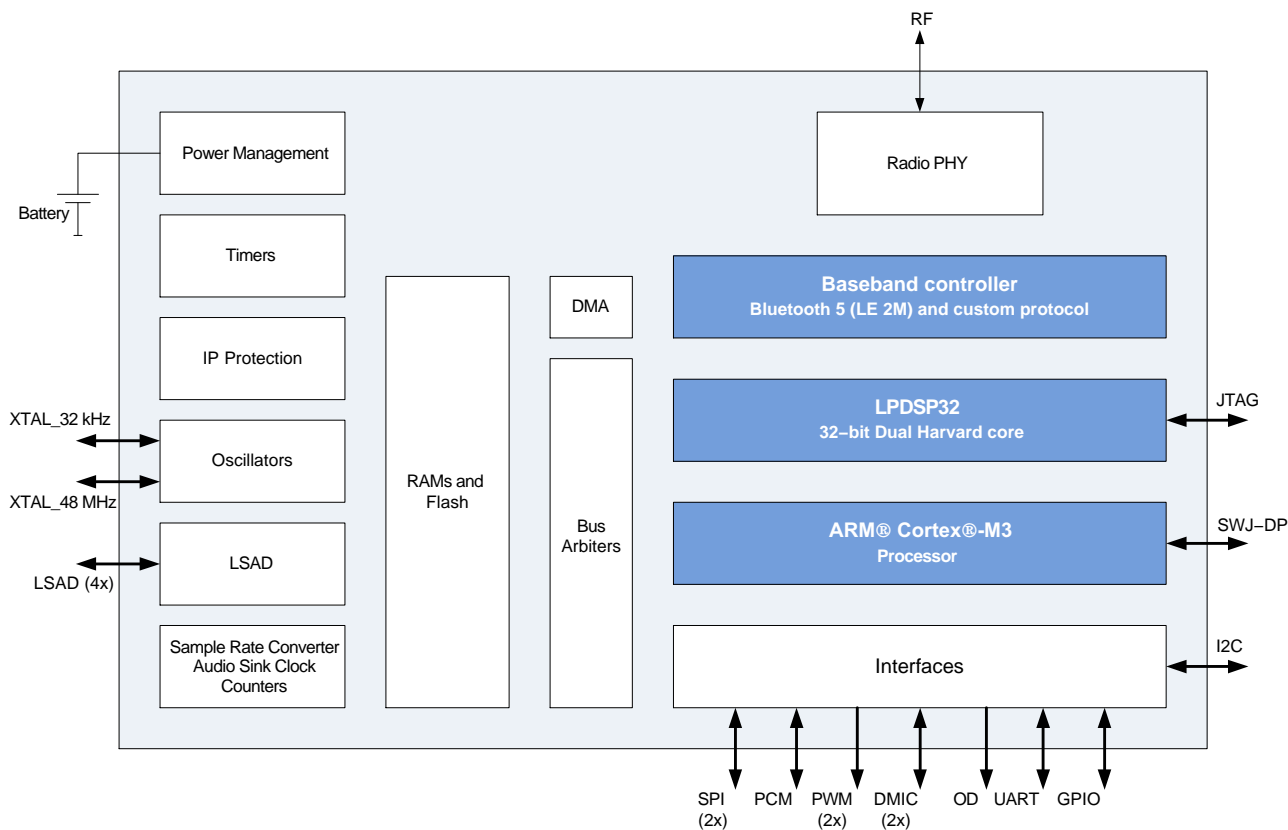 RF
Power Management
Radio PHY
Battery
Timers
Baseband controller
Bluetooth 5 (LE 2M) and custom protocol
DMA
IP Protection
LPDSP32
32−bit Dual Harvard core
JTAG
XTAL_32 kHz
Oscillators
XTAL_48 MHz
RAMs and
Flash
Bus
Arbiters
ARM® Cortex®-M3
Processor
SWJ−DP
LSAD
LSAD (4x)
Sample Rate Converter
Audio Sink Clock
Counters
Interfaces
I2C
SPI
(2x)
PCM
PWM
(2x)
DMIC
(2x)
OD
UART
GPIO